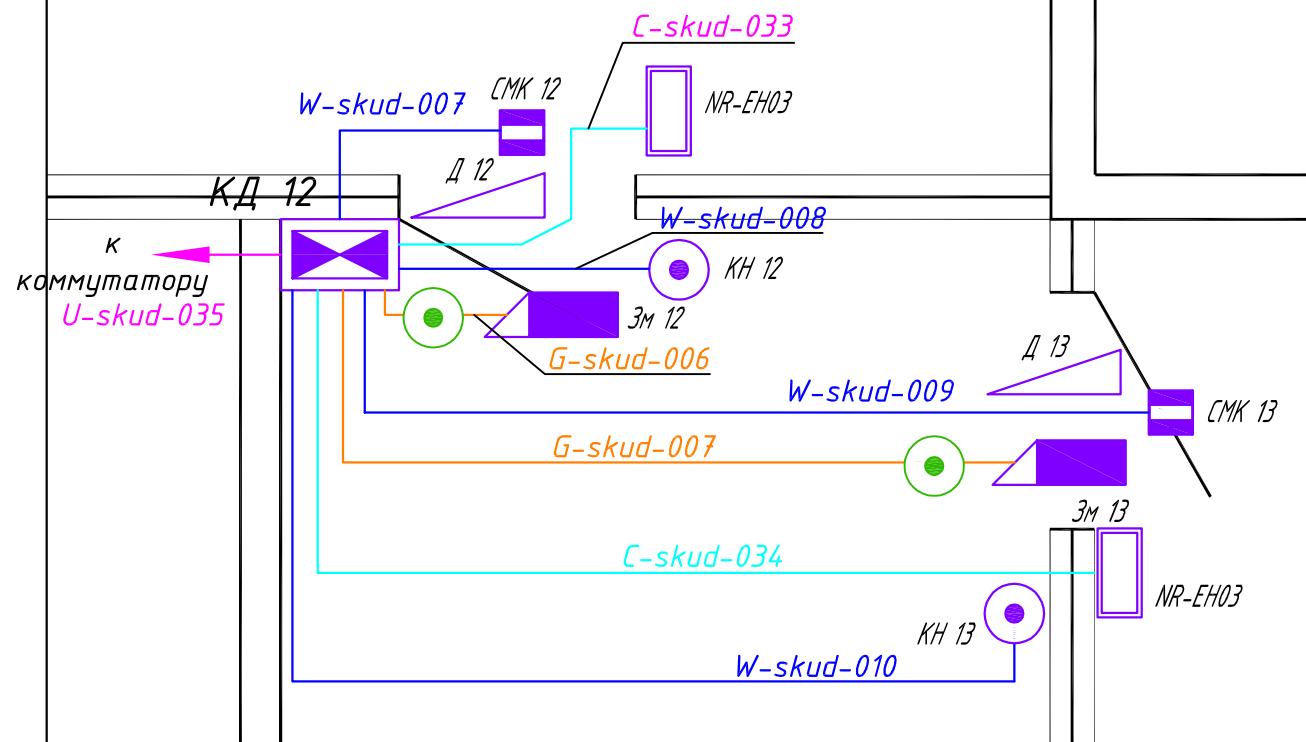 C-skud-033
СМК 12
W-skud-007
NR-EH03
Д 12
КД 12
W-skud-008
к
коммутатору
U-skud-035
КН 12
Зм 12
G-skud-006
Д 13
W-skud-009
СМК 13
G-skud-007
Зм 13
C-skud-034
NR-EH03
КН 13
W-skud-010